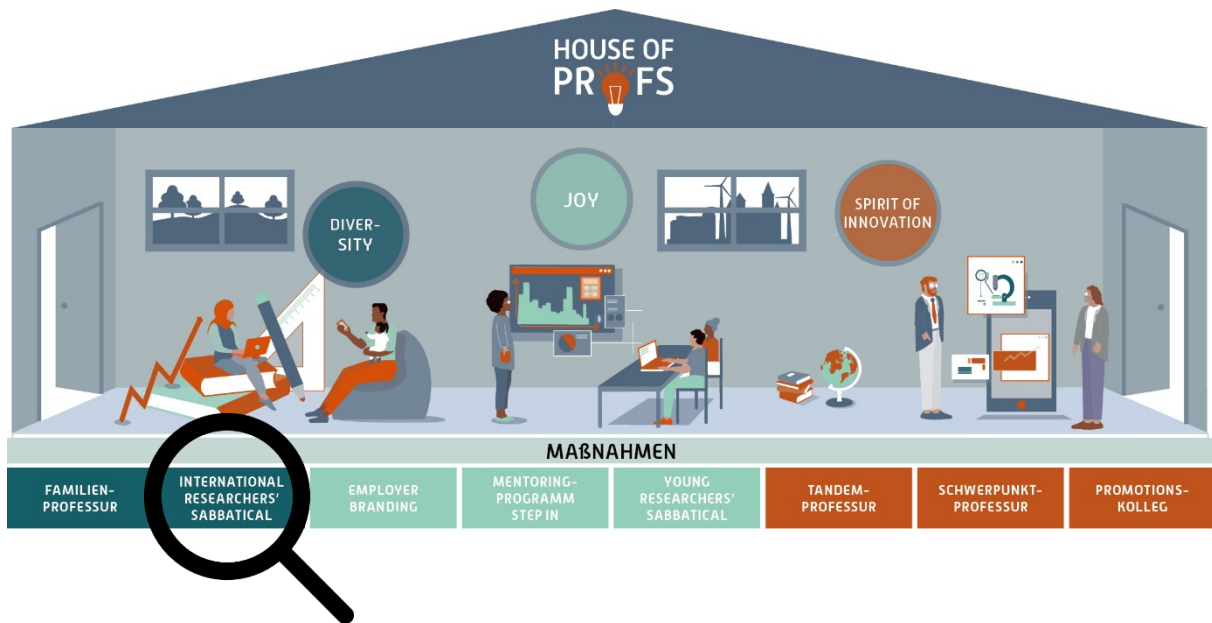 HOUSE OF
PROFS
DIVER-
SITY
JOY
SPIRIT OF
INNOVATION
MAßNAHMEN
FAMILIEN-
PROFESSUR
INTERNATIONAL
RESEARCHERS'
SABBATICAL
EMPLOYER
BRANDING
MENTORING-
PROGRAMM
STEP IN
YOUNG
RESEARCHERS'
SABBATICAL
TANDEM-
PROFESSUR
SCHWERPUNKT-
PROFESSUR
PROMOTIONS-
KOLLEG